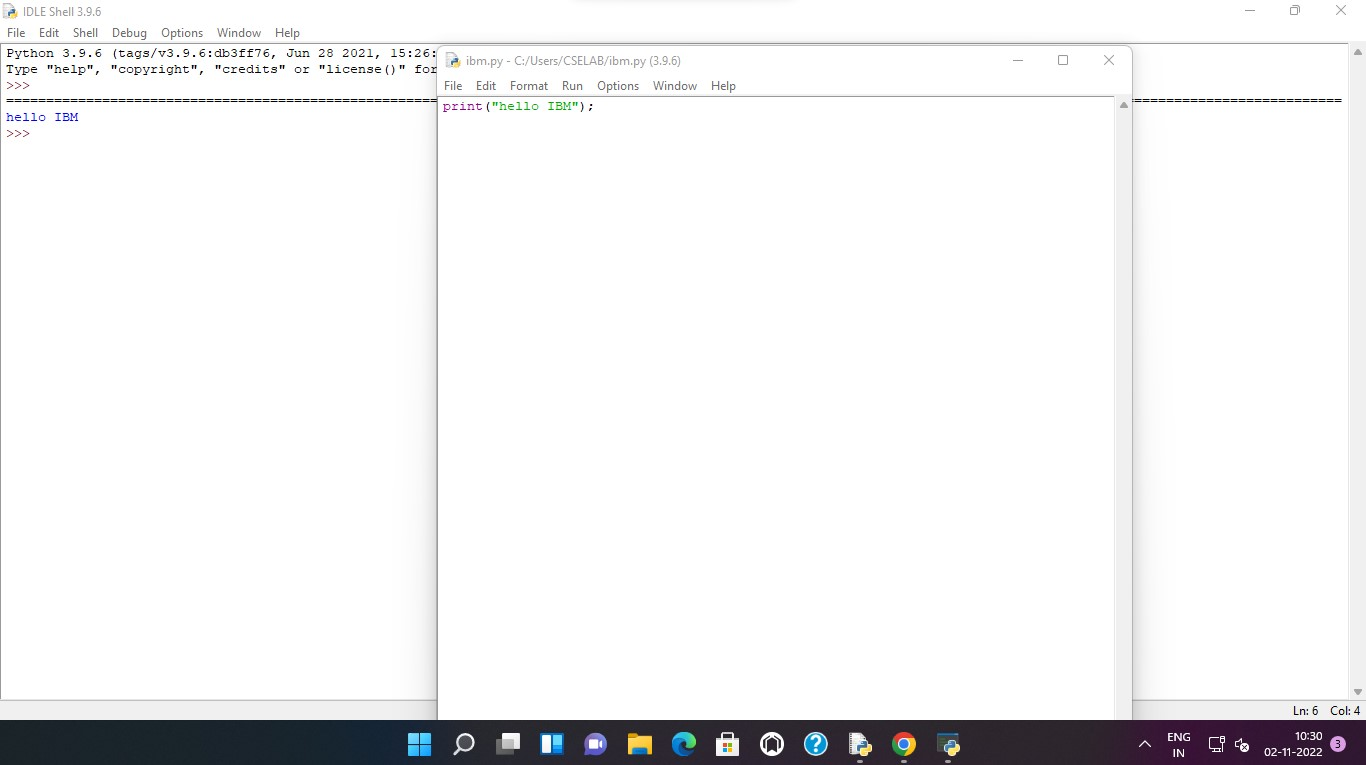 IDLE Shell 3.9.6
File Edit Shell Debug Options Window Help
Python 3.9.6 (tags/v3.9.6:db3ff76, Jun 28 2021, 15:26:
Type "help", "copyright", "credits" or "license()" for
>>>
hello IBM
>>>
ibm.py - C:/Users/CSELAB/ibm.py (3.9.6)
File Edit Format Run Options Window Help
print("hello IBM");
Ln: 6 Col: 4
ENG
IN
10:30
02-11-2022
3